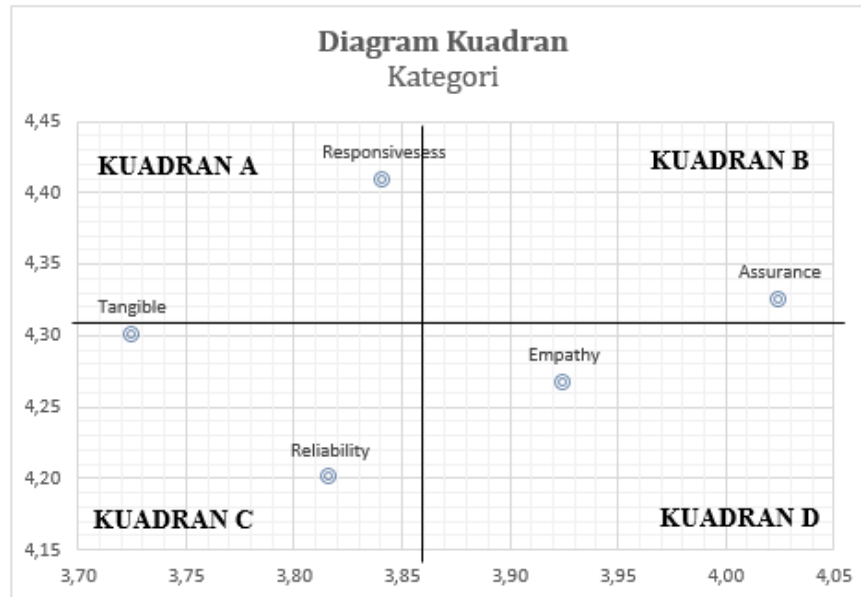 Diagram Kuadran
Kategori
4,45
KUADRAN A
Responsivesess
KUADRAN B
4,40
4,35
Assurance
Tangible
4,30
Empathy
4,25
Reliability
4,20
KUADRAN C
KUADRAN D
4,15
3,70 3,75 3,80 3,85 3,90 3,95 4,00 4,05